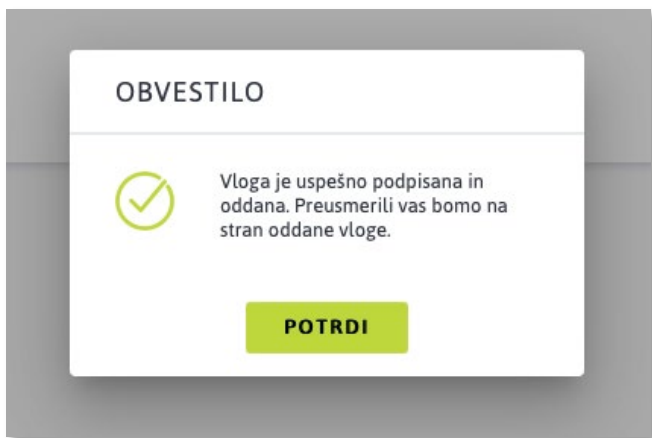 OBVESTILO
Vloga je uspešno podpisana in
oddana. Preusmerili vas bomo na
stran oddane vloge.
POTRDI